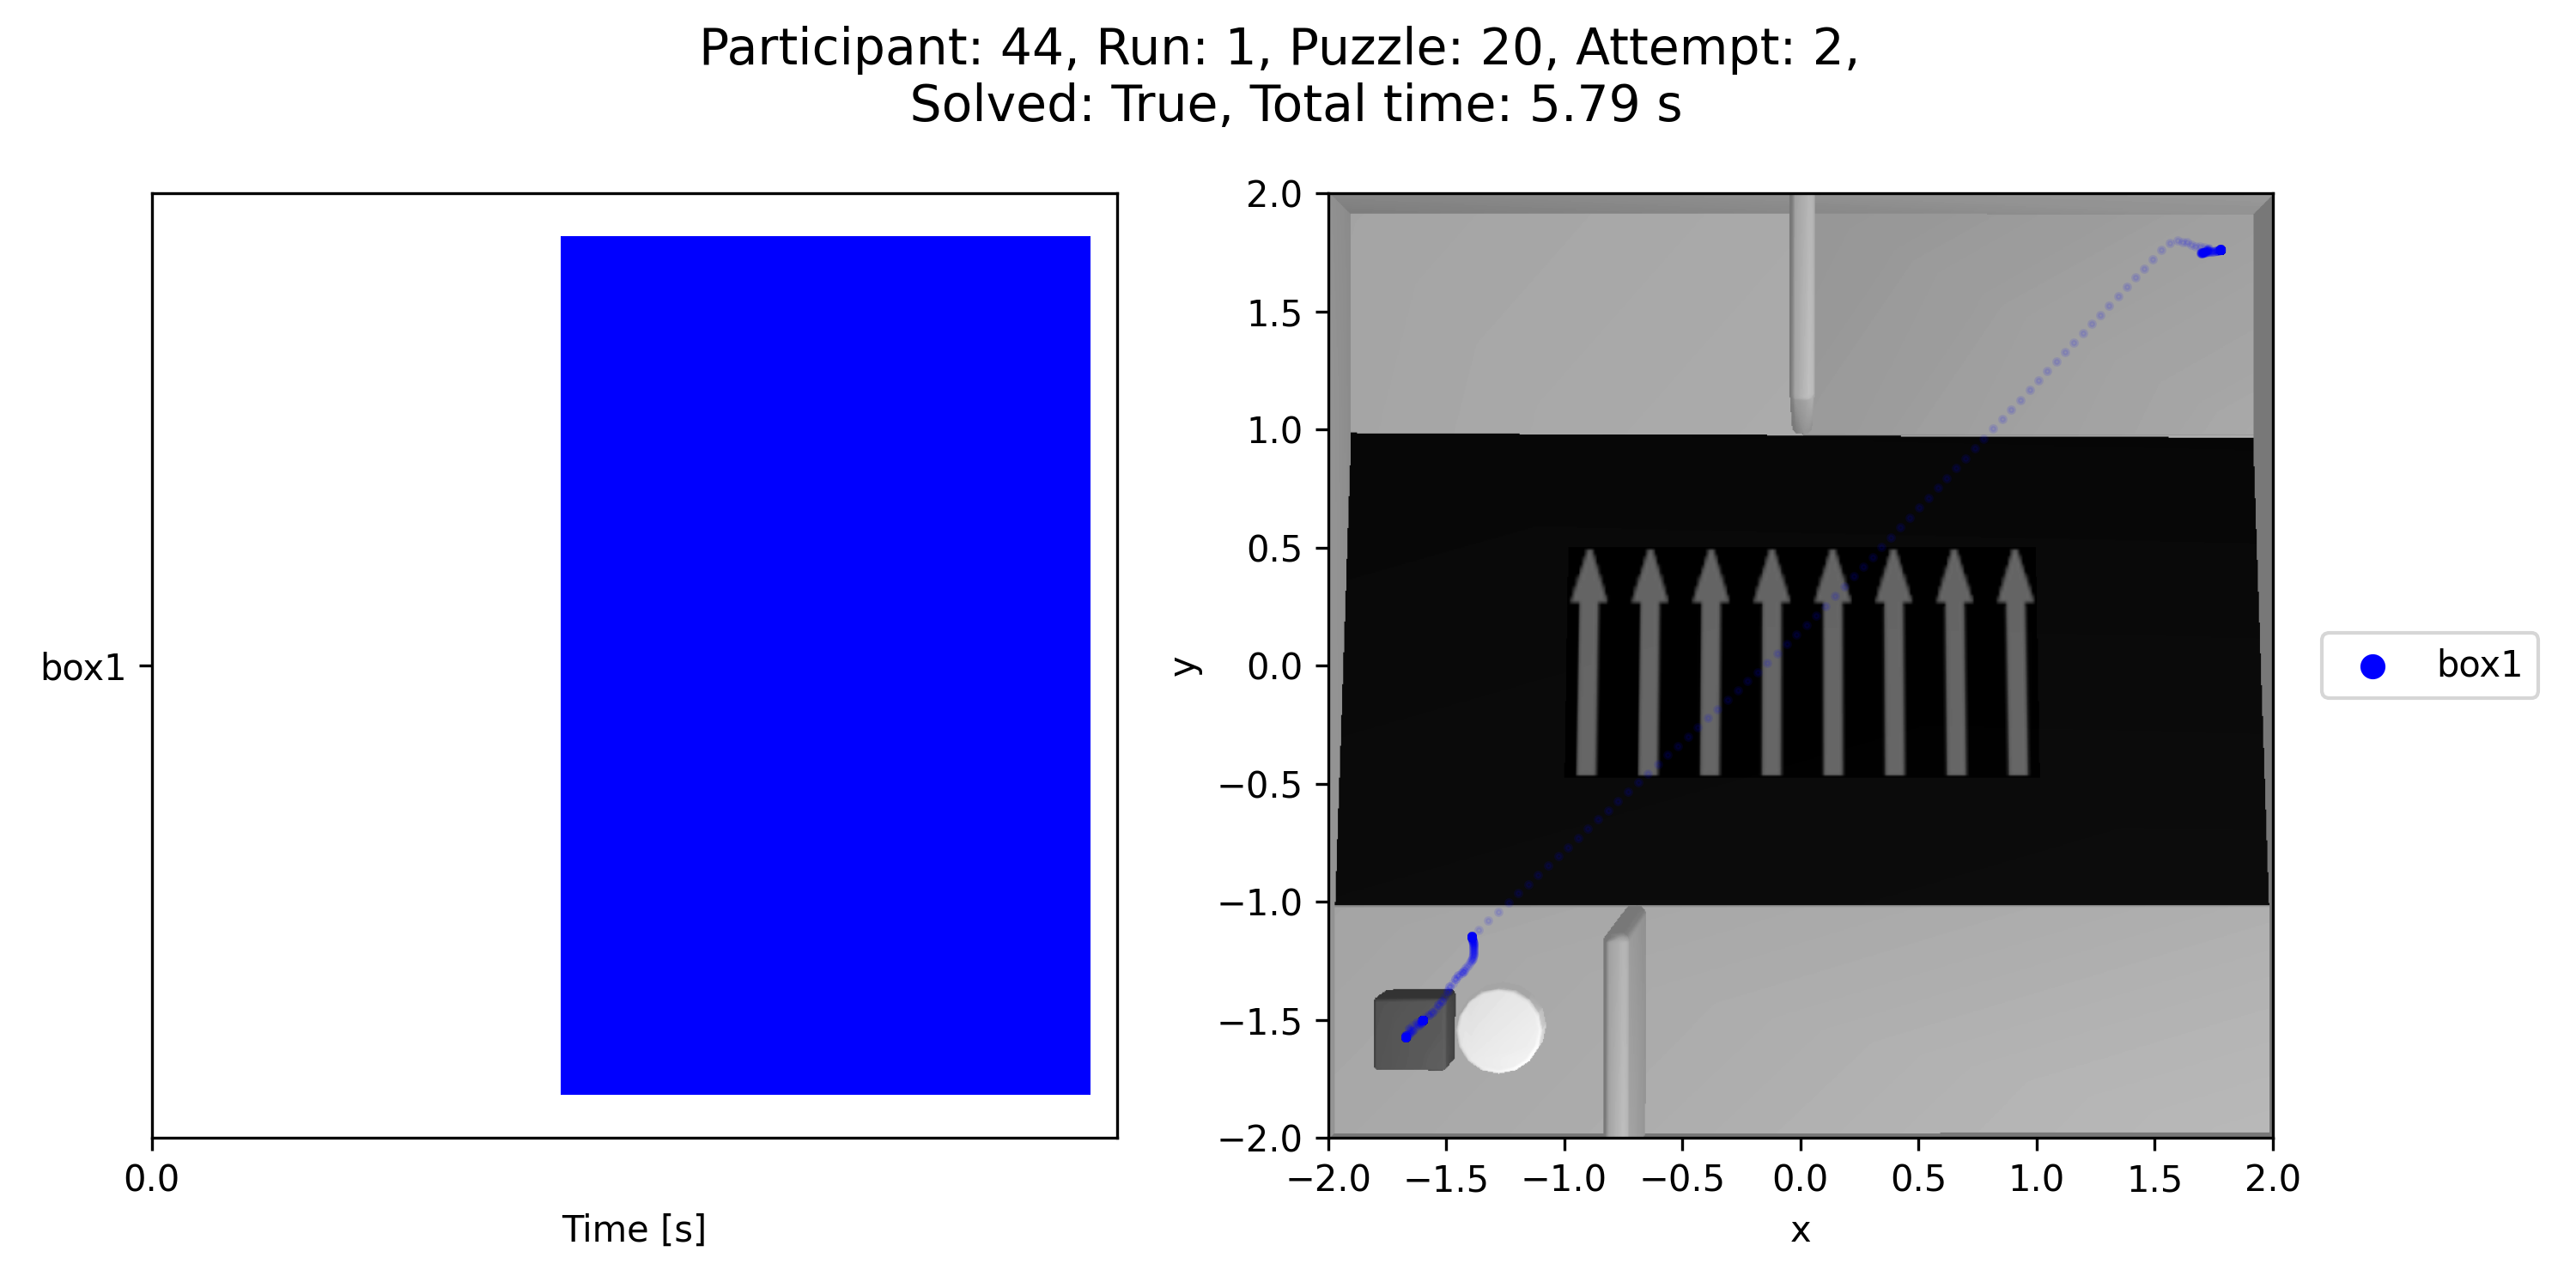 Participant: 44, Run: 1, Puzzle: 20, Attempt: 2,
Solved: True, Total time: 5.79 s
box1
0.0
Time [s]
2.0
1.5
1.0
0.5
0.0
−0.5
−1.0
−1.5
−2.0
y
−2.0 −1.5 −1.0 −0.5 0.0 0.5 1.0 1.5 2.0
x
box1